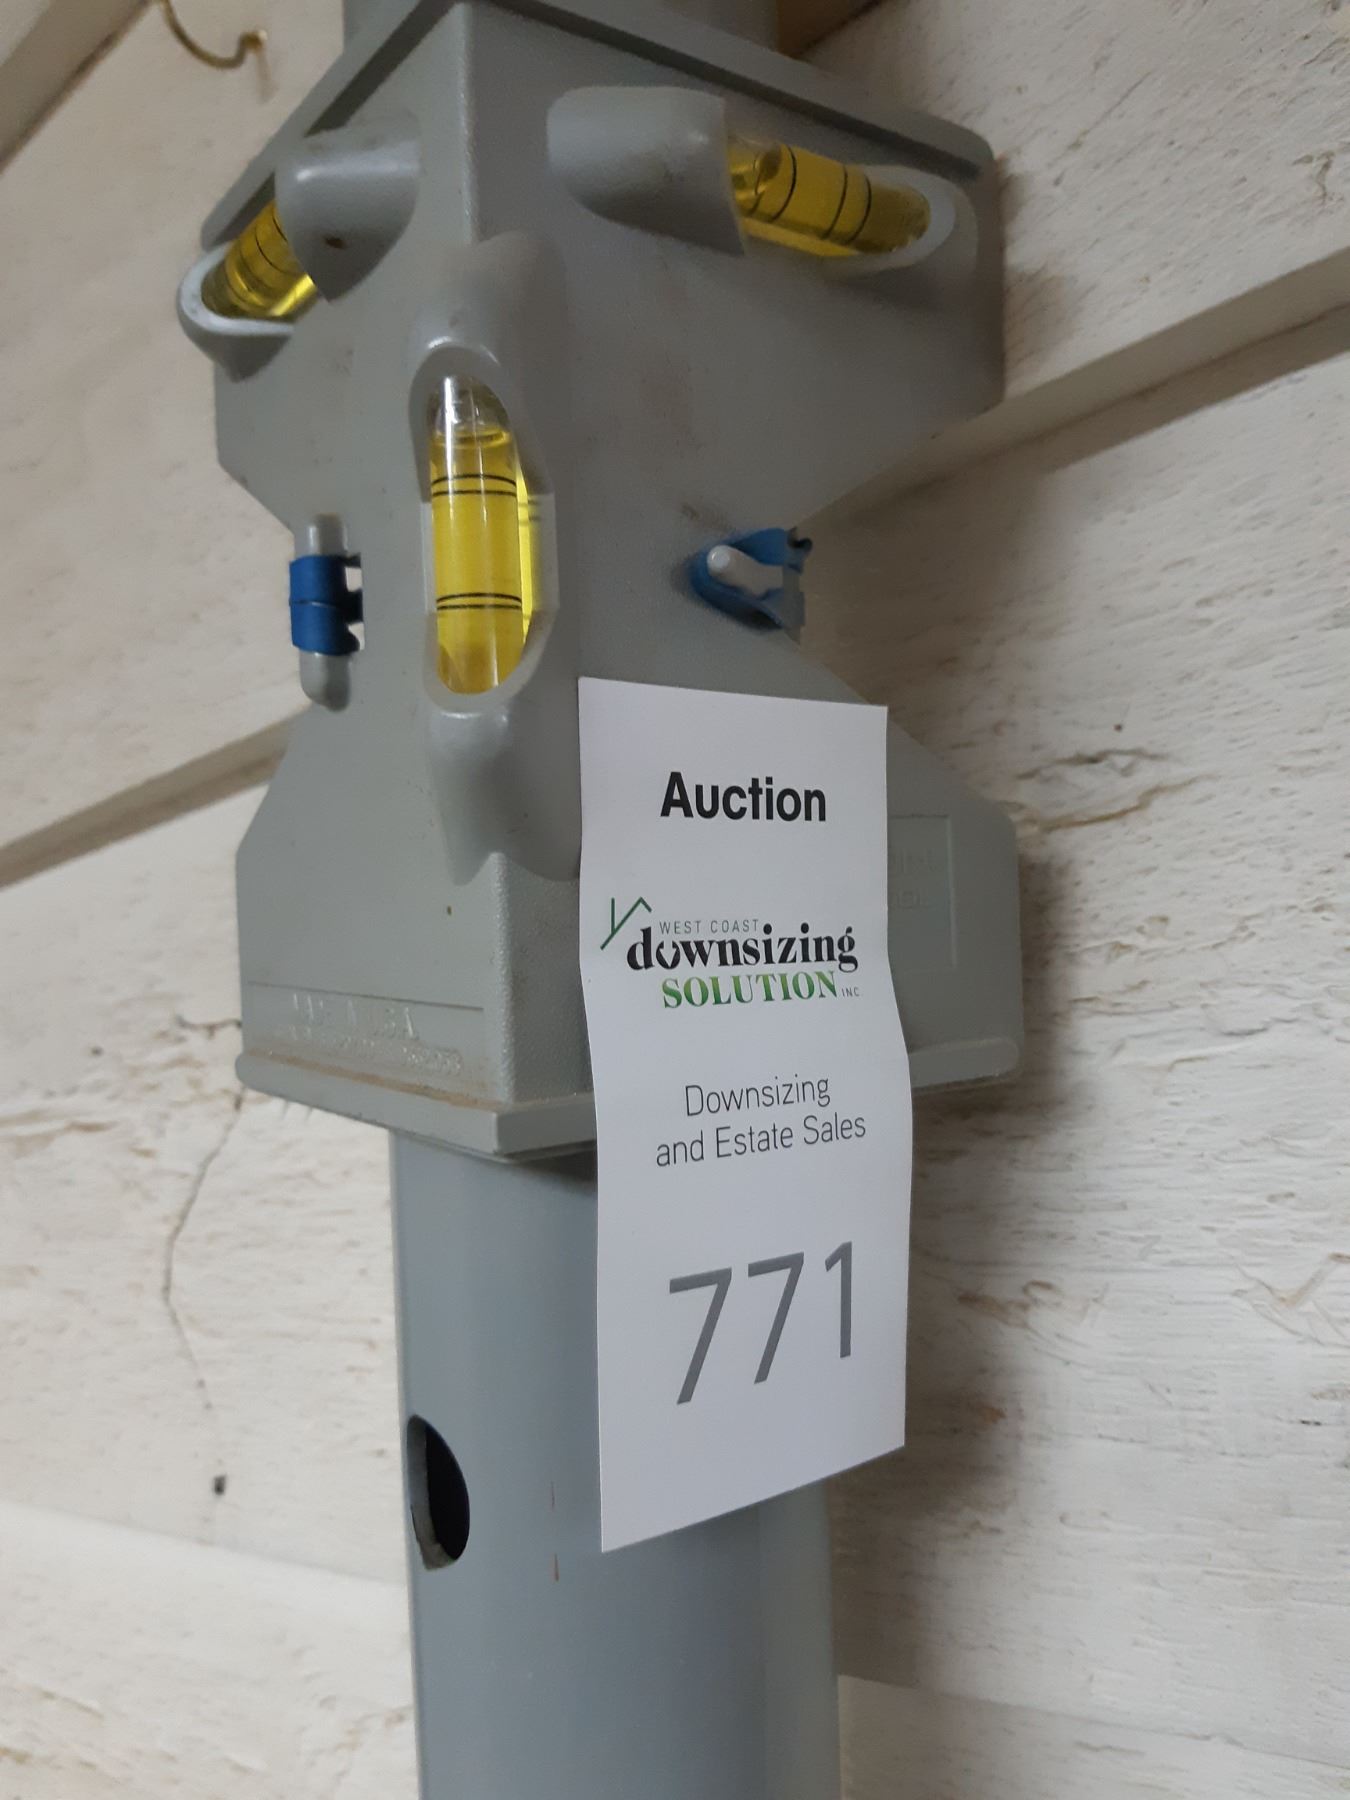 Auction
WEST COAST
downsizing
SOLUTION INC
Downsizing
and Estate Sales
771